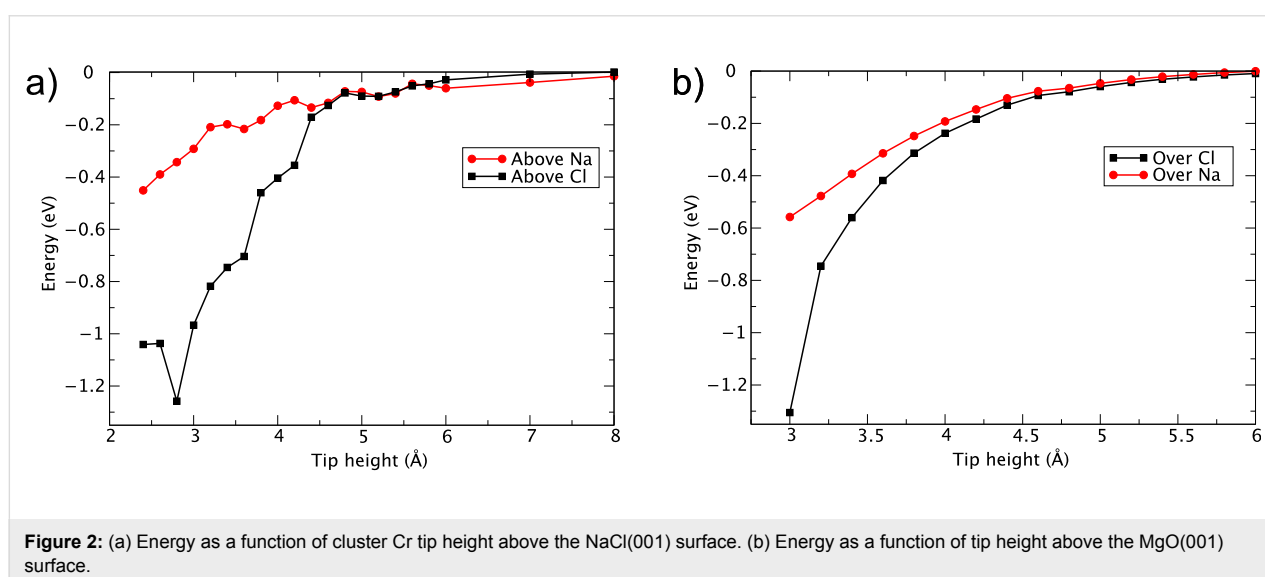 a)
0
−0.2
−0.4
−0.6
−0.8
−1
−1.2
Energy (eV)
Above Na
Above Cl
2 3 4 5 6 7 8
Tip height (Å)
b)
0
−0.2
−0.4
−0.6
−0.8
−1
−1.2
Energy (eV)
Over Cl
Over Na
3 3.5 4 4.5 5 5.5 6
Tip height (Å)
Figure 2: (a) Energy as a function of cluster Cr tip height above the NaCl(001) surface. (b) Energy as a function of tip height above the MgO(001)
surface.